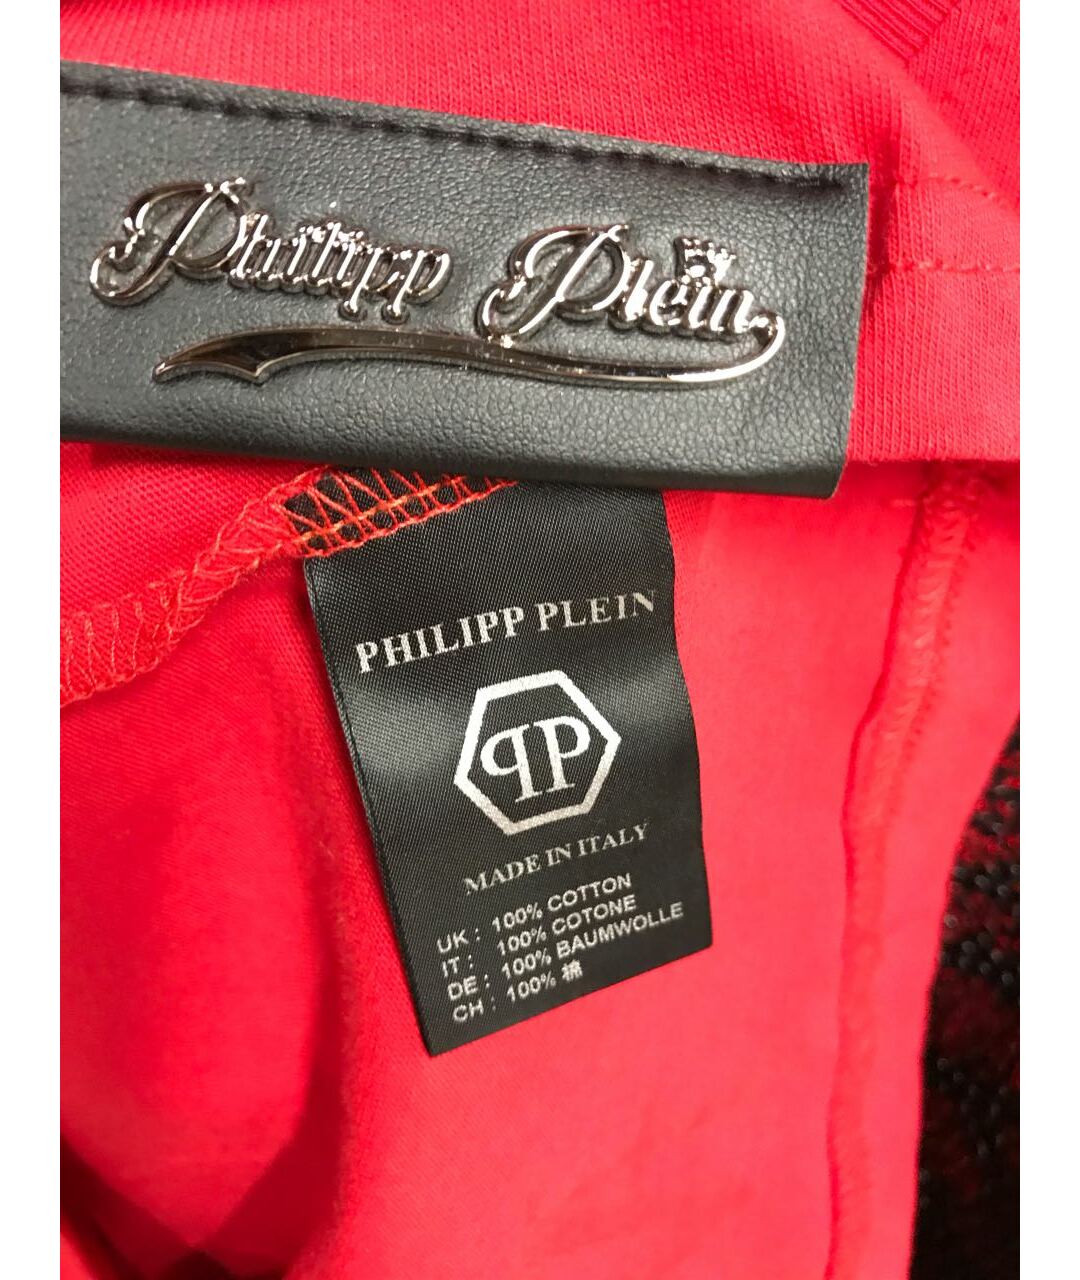 Philipp Plein
PHILIPP PLEIN
PP
MADE IN ITALY
UK : 100% COTTON
IT : 100% COTONE
DE : 100% BAUMWOLLE
CH : 100% 棉